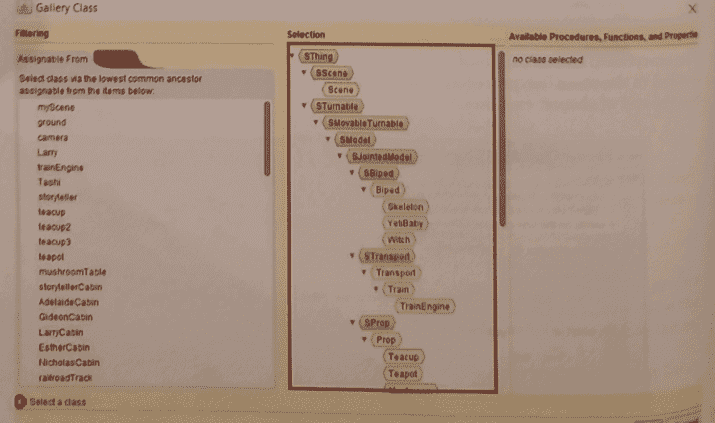 Gallery Class
X
Filtering
Assignable From
Select class via the lowest common ancestor
assignable from the items below:
myScene
ground
camera
Larry
trainEngine
Tashi
storyteller
teacup
teacup2
teacup3
teapot
mushroomTable
storytellerCabin
AdelaideCabin
GideonCabin
LarryCabin
EstherCabin
NicholasCabin
railroadTrack
Select a class
Selection
SThing
SScene
Scene
STurnable
SMovableTurnable
SModel
SJointedModel
SBiped
Biped
Skeleton
YetiBaby
Witch
STransport
Transport
Train
TrainEngine
SProp
Prop
Teacup
Teapot
Available Procedures, Functions, and Propertie
no class selected